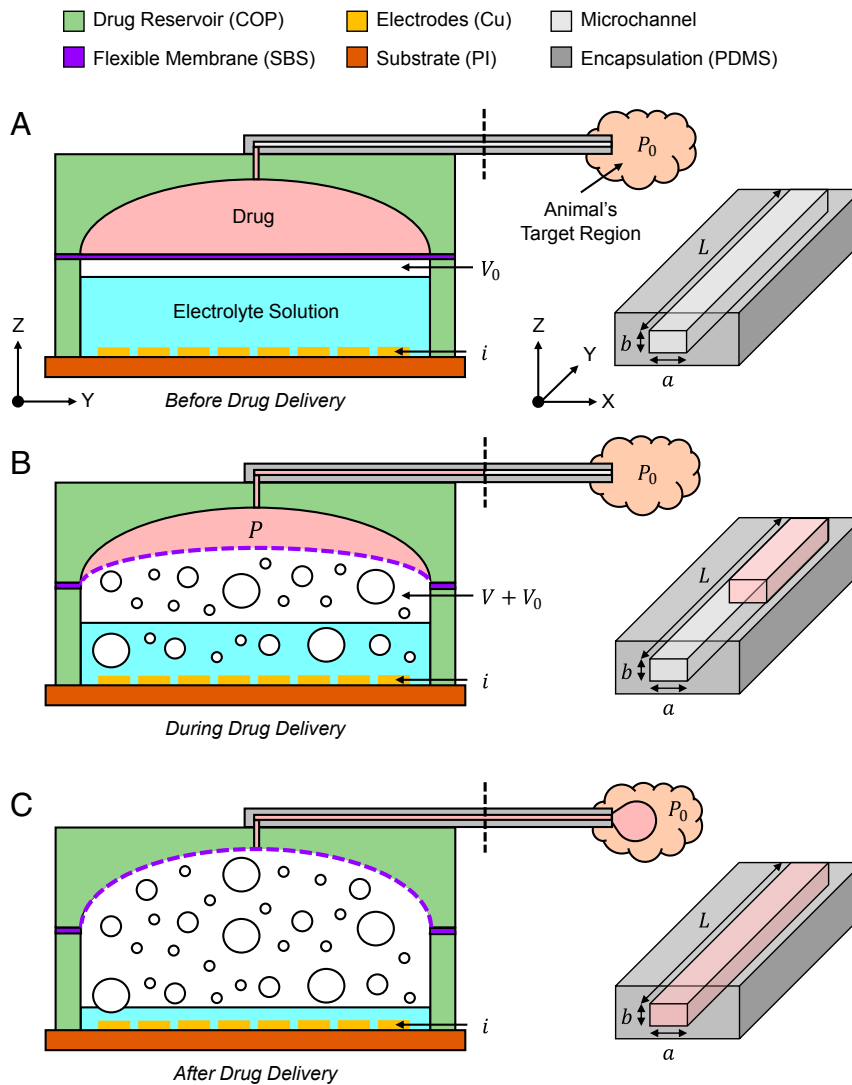 Drug Reservoir (COP)
Electrodes (Cu)
Microchannel
Flexible Membrane (SBS)
Substrate (PI)
Encapsulation (PDMS)
A
P₀
Drug
Animal's
Target Region
L
V₀
Electrolyte Solution
Z
Z
Y
b
i
a
Y
X
Before Drug Delivery
B
P₀
P
L
V + V₀
b
i
a
During Drug Delivery
C
P₀
L
b
i
a
After Drug Delivery